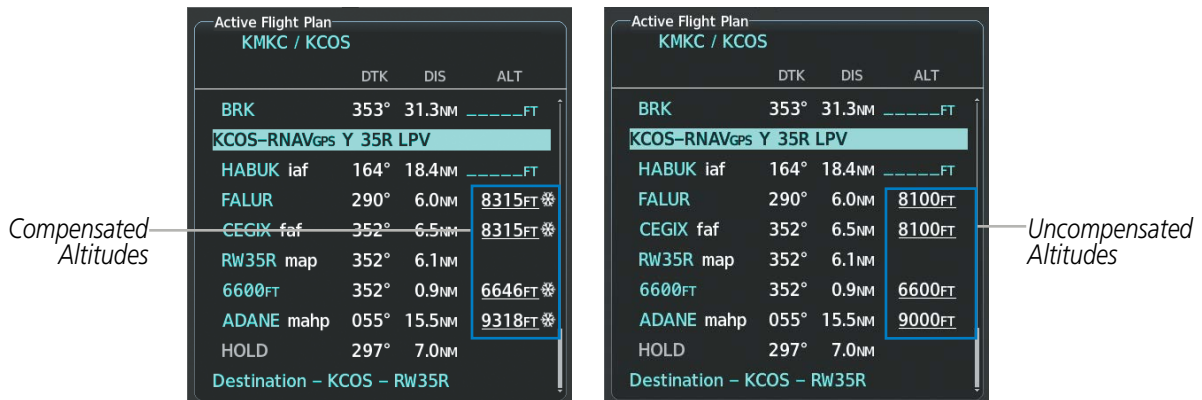 Active Flight Plan
KMKC / KCOS
DTK DIS ALT
BRK 353° 31.3NM _____FT
KCOS–RNAVGPS Y 35R LPV
HABUK iaf 164° 18.4NM _____FT
FALUR 290° 6.0NM 8315FT
CEGIX faf 352° 6.5NM 8315FT
RW35R map 352° 6.1NM
6600FT 352° 0.9NM 6646FT
ADANE mahp 055° 15.5NM 9318FT
HOLD 297° 7.0NM
Destination – KCOS – RW35R
Compensated
Altitudes
Active Flight Plan
KMKC / KCOS
DTK DIS ALT
BRK 353° 31.3NM _____FT
KCOS–RNAVGPS Y 35R LPV
HABUK iaf 164° 18.4NM _____FT
FALUR 290° 6.0NM 8100FT
CEGIX faf 352° 6.5NM 8100FT
RW35R map 352° 6.1NM
6600FT 352° 0.9NM 6600FT
ADANE mahp 055° 15.5NM 9000FT
HOLD 297° 7.0NM
Destination – KCOS – RW35R
Uncompensated
Altitudes